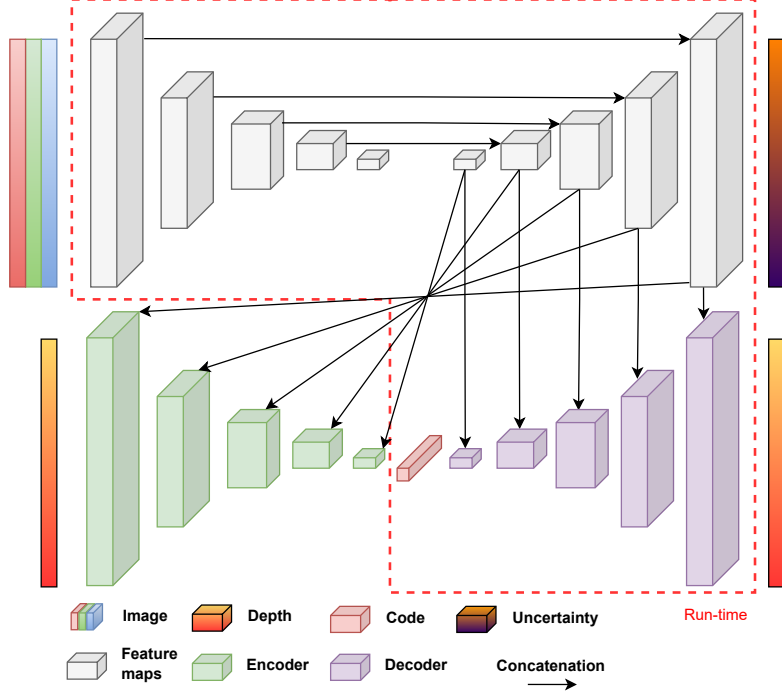 Run-time
Image
Depth
Code
Uncertainty
Feature
maps
Encoder
Decoder
Concatenation